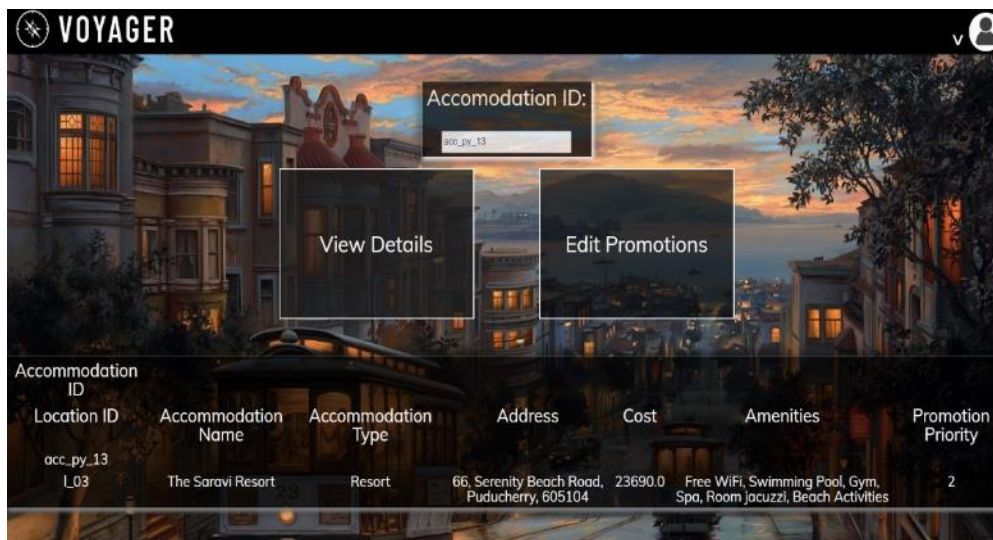 VOYAGER
v
Accomodation ID:
acc_py_13
View Details
Edit Promotions
Accommodation
ID
Location ID
Accommodation
Name
Accommodation
Type
Address
Cost
Amenities
Promotion
Priority
acc_py_13
l_03
The Saravi Resort
Resort
66, Serenity Beach Road,
Puducherry, 605104
23690.0
Free WiFi, Swimming Pool, Gym,
Spa, Room jacuzzi, Beach Activities
2
23